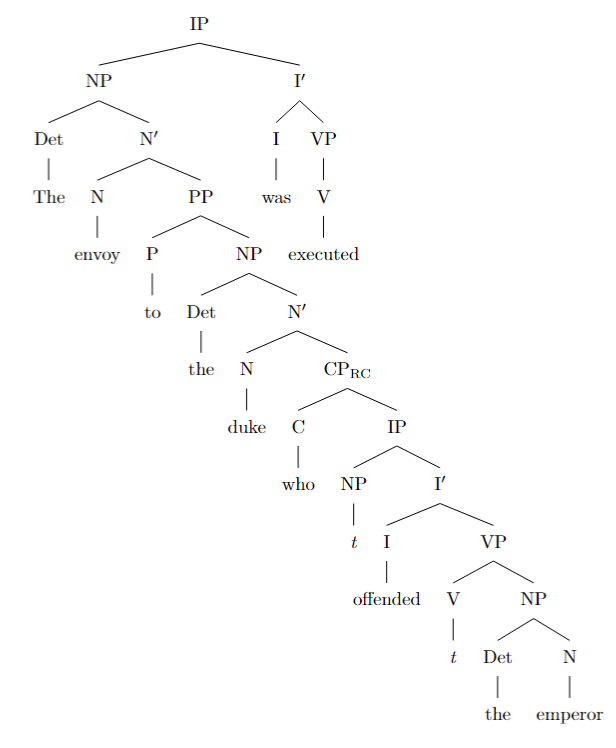 IP
NP I′
Det N′ I VP
The N PP was V
envoy P NP executed
to Det N′
the N CP_RC
duke C IP
who NP I′
t I VP
offended V NP
t Det N
the emperor